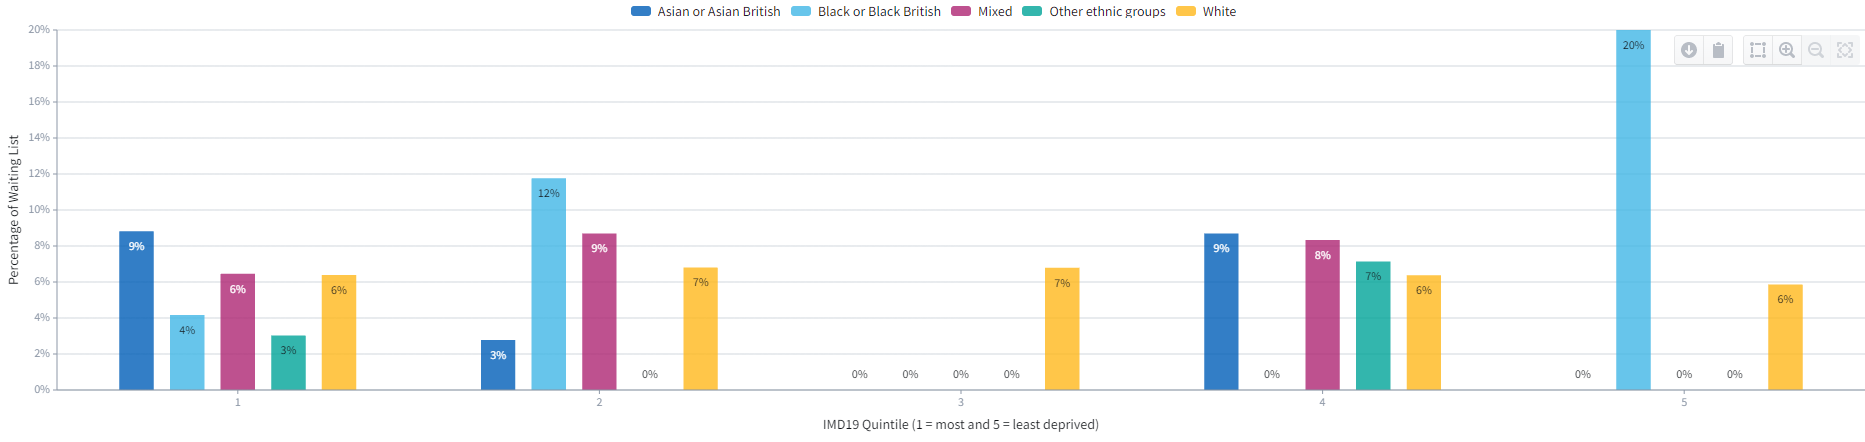 Asian or Asian British Black or Black British Mixed Other ethnic groups White
20%
18%
16%
14%
12%
10%
8%
6%
4%
2%
0%
Percentage of Waiting List
9% 4% 6% 3% 6%
3% 12% 9% 0% 7%
0% 0% 0% 0% 7%
9% 0% 8% 7% 6%
0% 20% 0% 0% 6%
1 2 3 4 5
IMD19 Quintile (1 = most and 5 = least deprived)